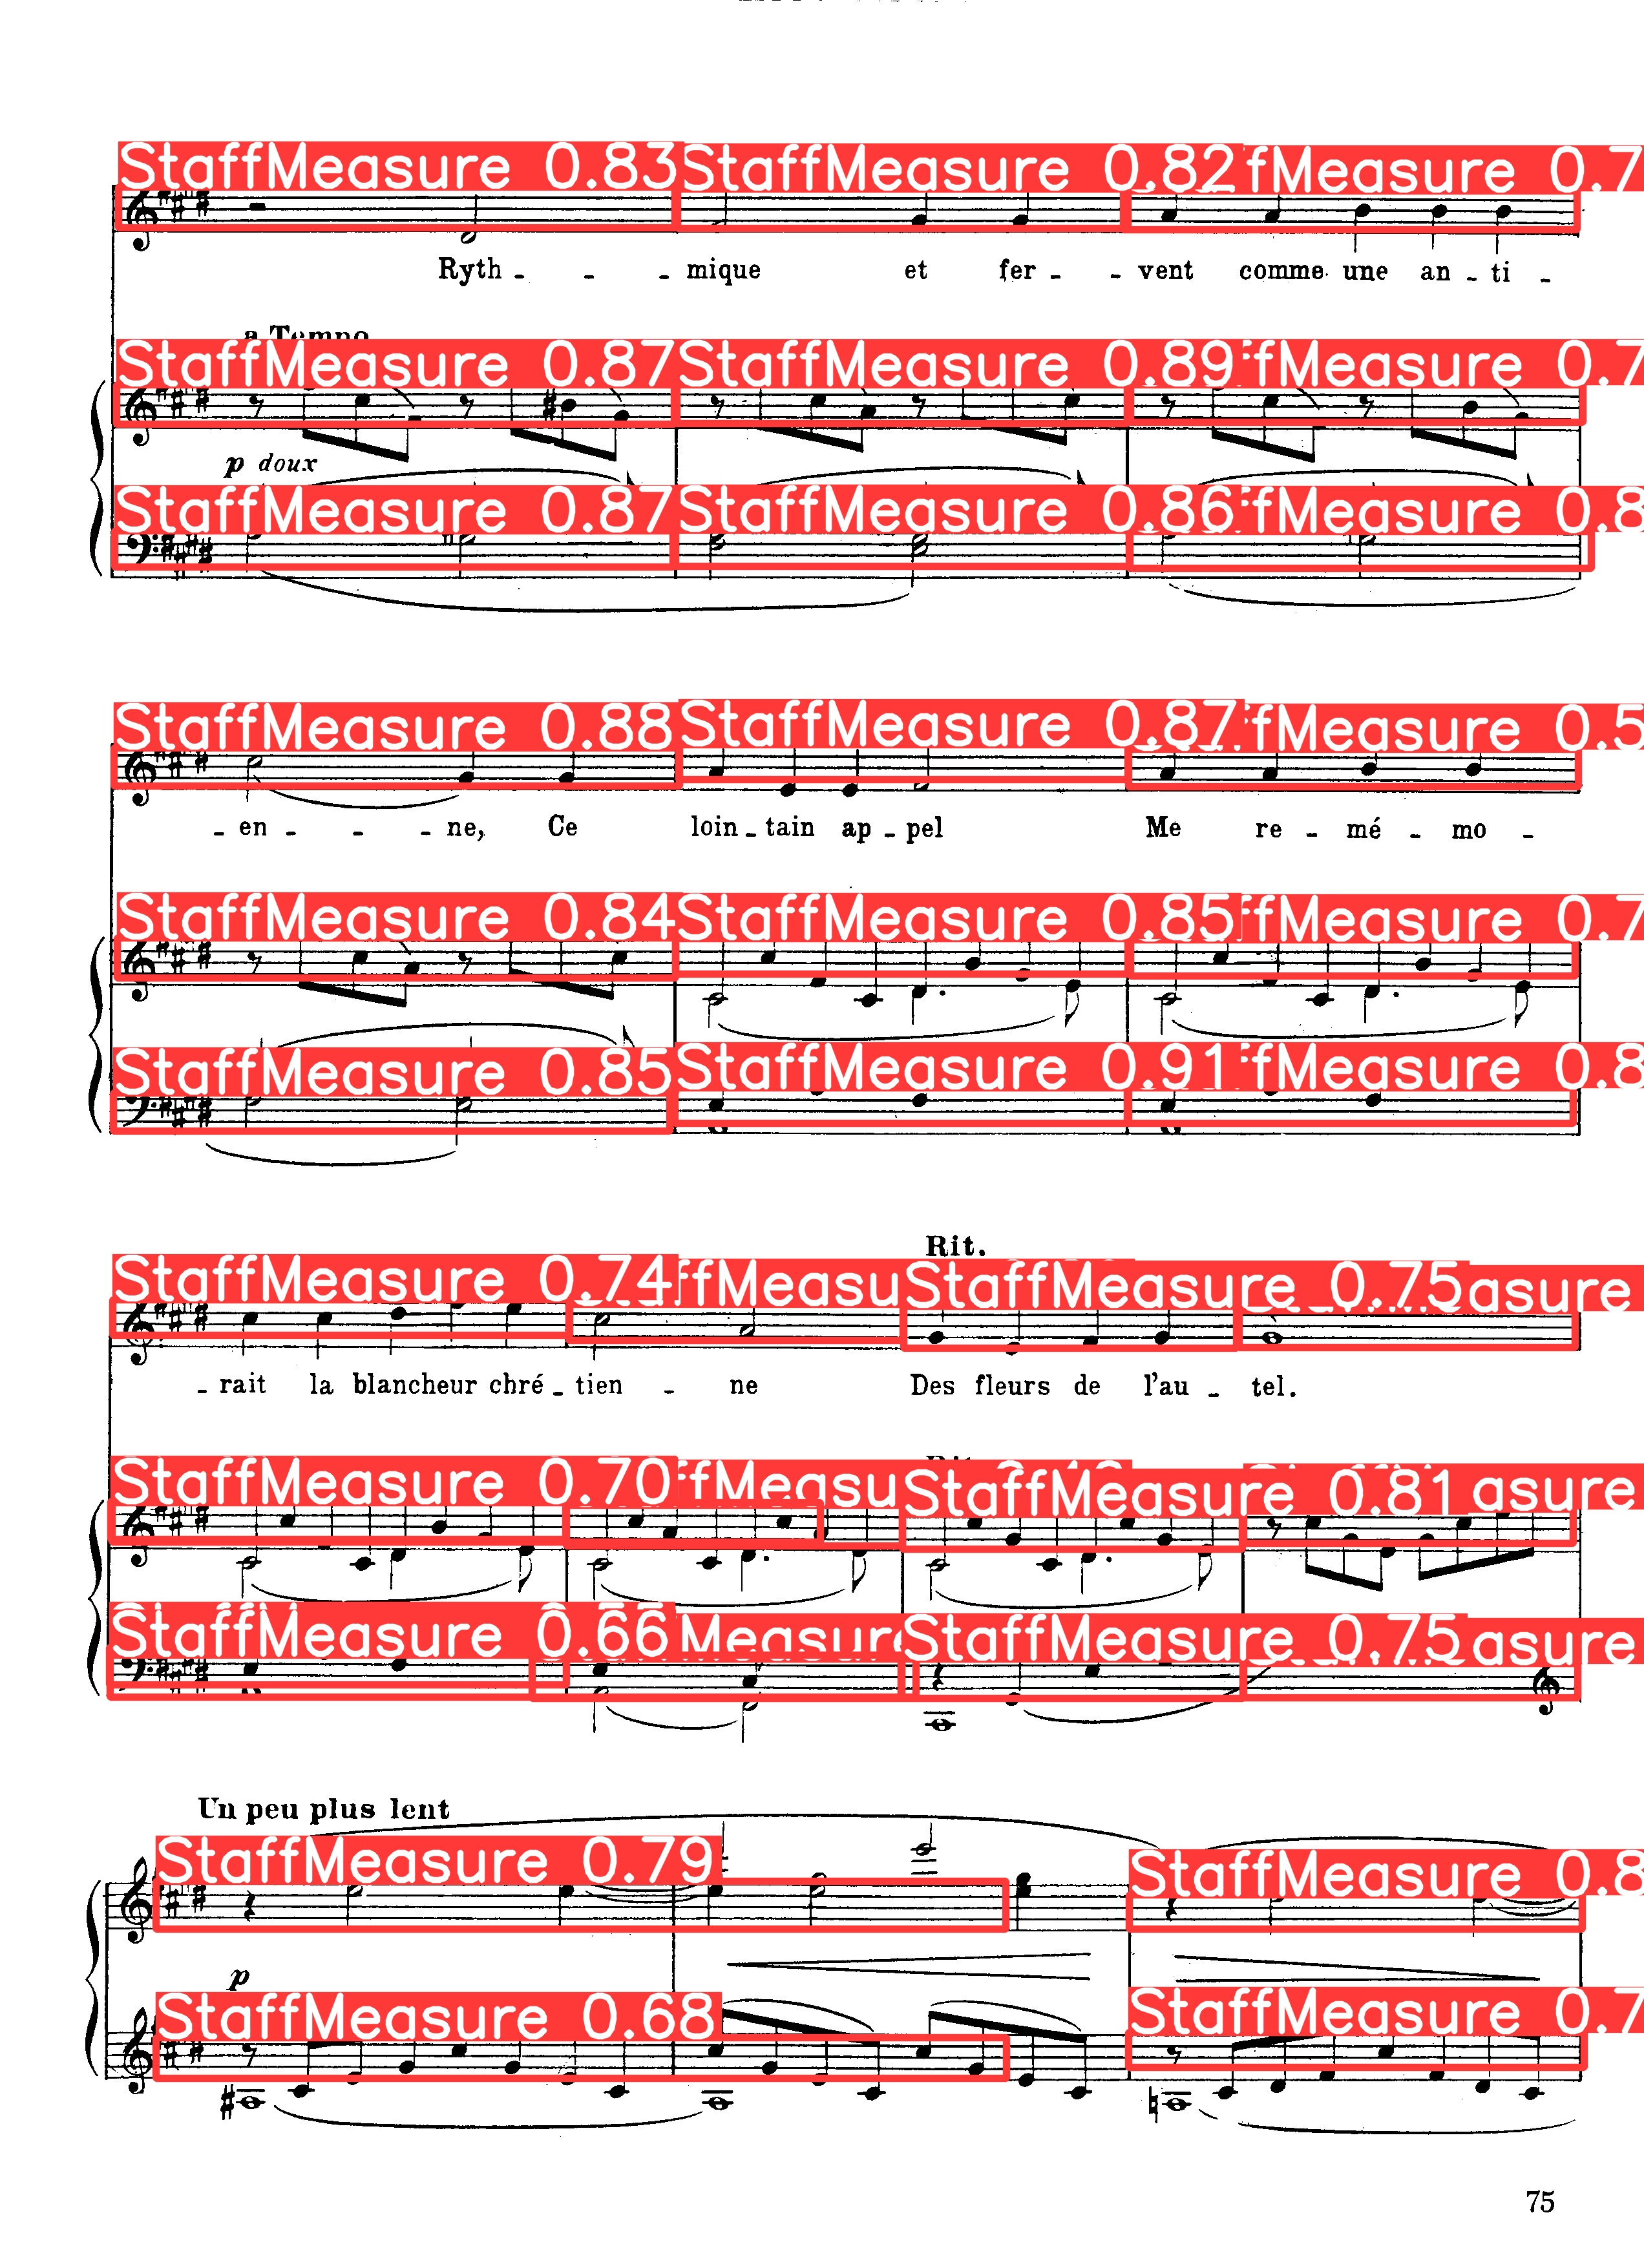 StaffMeasure 0.83 StaffMeasure 0.82 fMeasure 0.7
Ryth - - - mique et fer - - vent comme une an - ti -
a Tempo
StaffMeasure 0.87 StaffMeasure 0.89 fMeasure 0.7
p doux
StaffMeasure 0.87 StaffMeasure 0.86 fMeasure 0.8
StaffMeasure 0.88 StaffMeasure 0.87 fMeasure 0.5
- en - - - ne, Ce loin - tain ap - pel Me re - mé - mo -
StaffMeasure 0.84 StaffMeasure 0.85 fMeasure 0.7
StaffMeasure 0.85 StaffMeasure 0.91 fMeasure 0.8
Rit.
StaffMeasure 0.74 ffMeasu StaffMeasure 0.75 asure
- rait la blancheur chré - tien - ne Des fleurs de l'au - tel.
StaffMeasure 0.70 ffMeasu StaffMeasure 0.81 asure
StaffMeasure 0.66 Measure StaffMeasure 0.75 asure
Un peu plus lent
StaffMeasure 0.79 StaffMeasure 0.8
p
StaffMeasure 0.68 StaffMeasure 0.7
75